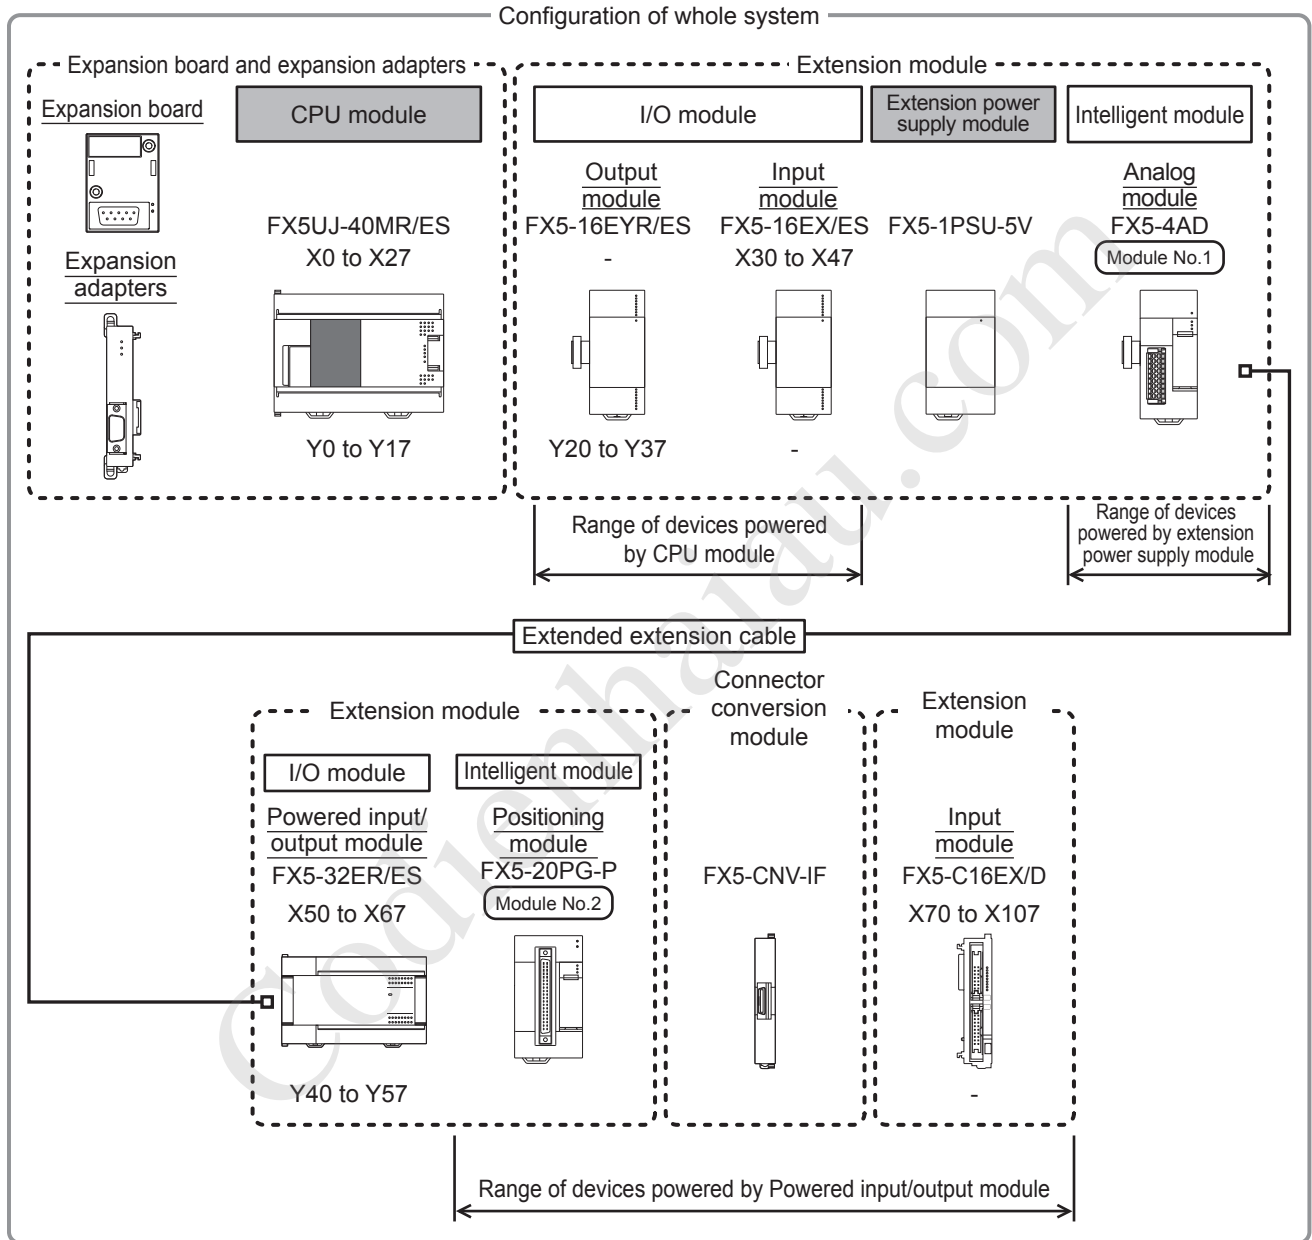 Configuration of whole system
Expansion board and expansion adapters
Extension module
Expansion board
CPU module
I/O module
Extension power
supply module
Intelligent module
Output
module
Input
module
Analog
module
FX5UJ-40MR/ES
FX5-16EYR/ES
FX5-16EX/ES
FX5-1PSU-5V
FX5-4AD
X0 to X27
-
X30 to X47
Module No.1
Expansion
adapters
Y0 to Y17
Y20 to Y37
-
Range of devices powered
by CPU module
Range of devices
powered by extension
power supply module
Extended extension cable
Extension module
Connector
conversion
module
Extension
module
I/O module
Intelligent module
Powered input/
output module
Positioning
module
Input
module
FX5-32ER/ES
FX5-20PG-P
FX5-CNV-IF
FX5-C16EX/D
X50 to X67
Module No.2
X70 to X107
Y40 to Y57
-
Range of devices powered by Powered input/output module
Codienhaiau.com